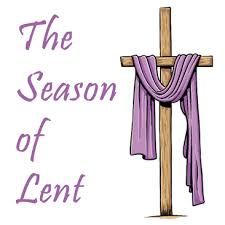 The
Season
of
Lent